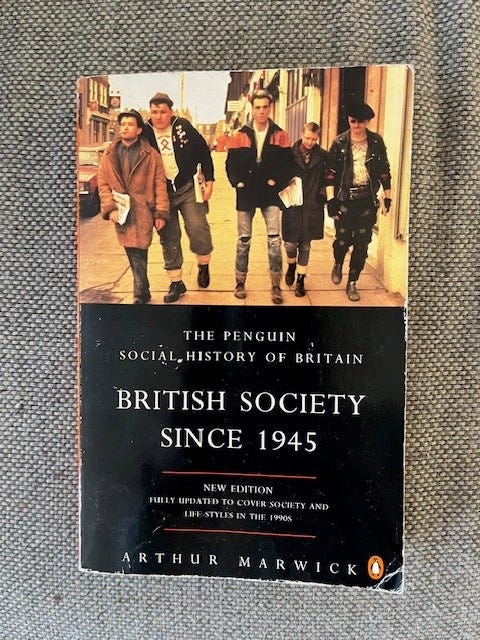 THE PENGUIN
SOCIAL HISTORY OF BRITAIN
BRITISH SOCIETY
SINCE 1945
NEW EDITION
FULLY UPDATED TO COVER SOCIETY AND
LIFE-STYLES IN THE 1990S
ARTHUR MARWICK